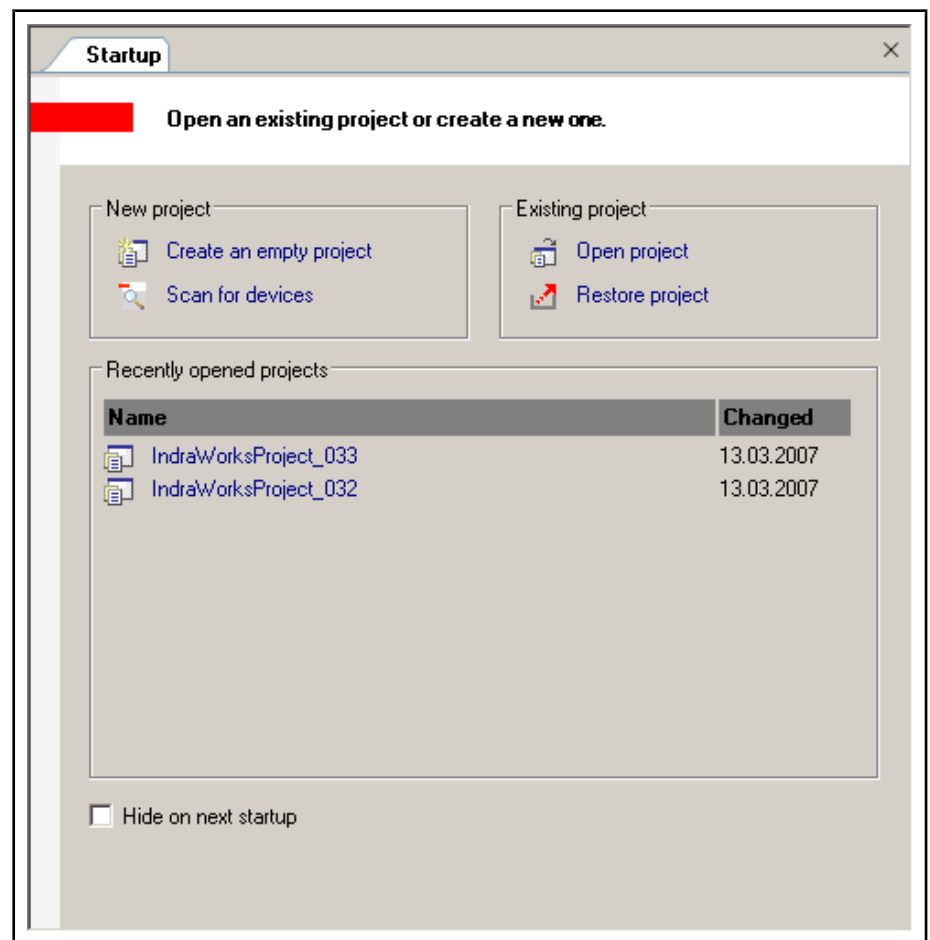 Startup
Open an existing project or create a new one.
New project
Create an empty project
Scan for devices
Existing project
Open project
Restore project
Recently opened projects
Name Changed
IndraWorksProject_033 13.03.2007
IndraWorksProject_032 13.03.2007
Hide on next startup